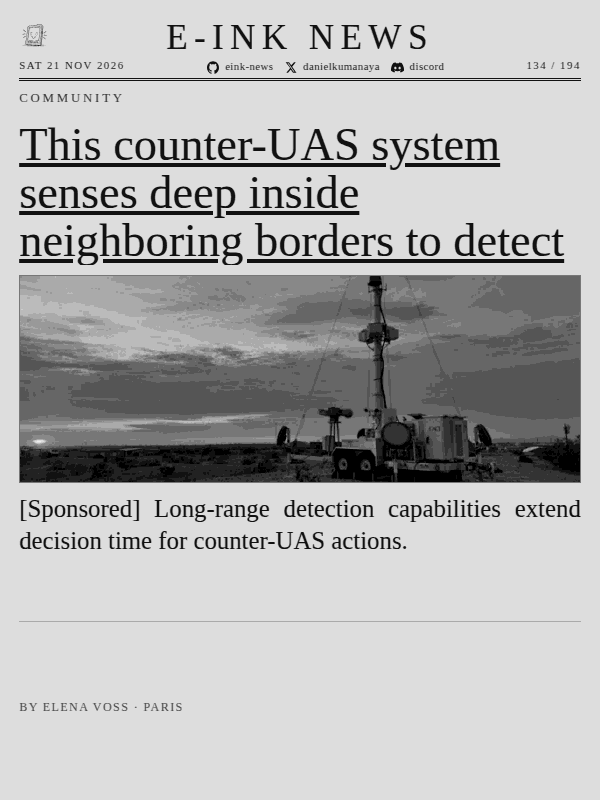 E-INK NEWS
SAT 21 NOV 2026
eink-news danielkumanaya discord
134 / 194
COMMUNITY
This counter-UAS system
senses deep inside
neighboring borders to detect
[Sponsored] Long-range detection capabilities extend
decision time for counter-UAS actions.
BY ELENA VOSS · PARIS